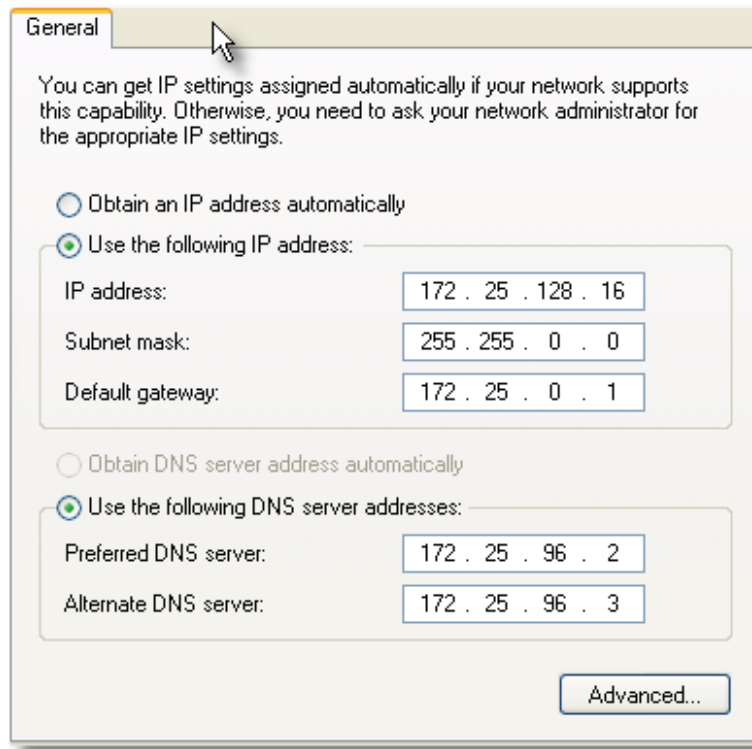 General
You can get IP settings assigned automatically if your network supports
this capability. Otherwise, you need to ask your network administrator for
the appropriate IP settings.
Obtain an IP address automatically
Use the following IP address:
IP address: 172 . 25 . 128 . 16
Subnet mask: 255 . 255 . 0 . 0
Default gateway: 172 . 25 . 0 . 1
Obtain DNS server address automatically
Use the following DNS server addresses:
Preferred DNS server: 172 . 25 . 96 . 2
Alternate DNS server: 172 . 25 . 96 . 3
Advanced...